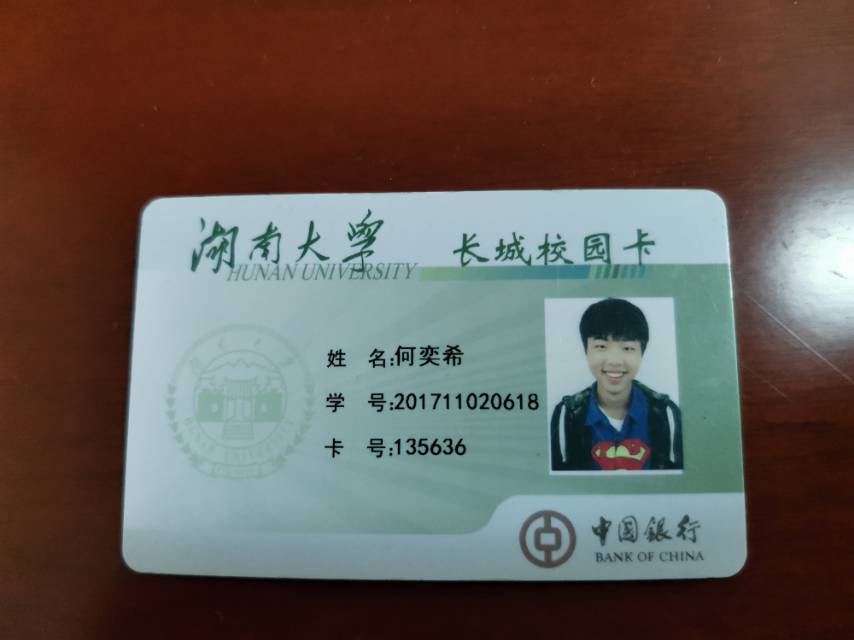 湖南大学 长城校园卡
HUNAN UNIVERSITY
姓 名:何奕希
学 号:201711020618
卡 号:135636
中国银行
BANK OF CHINA